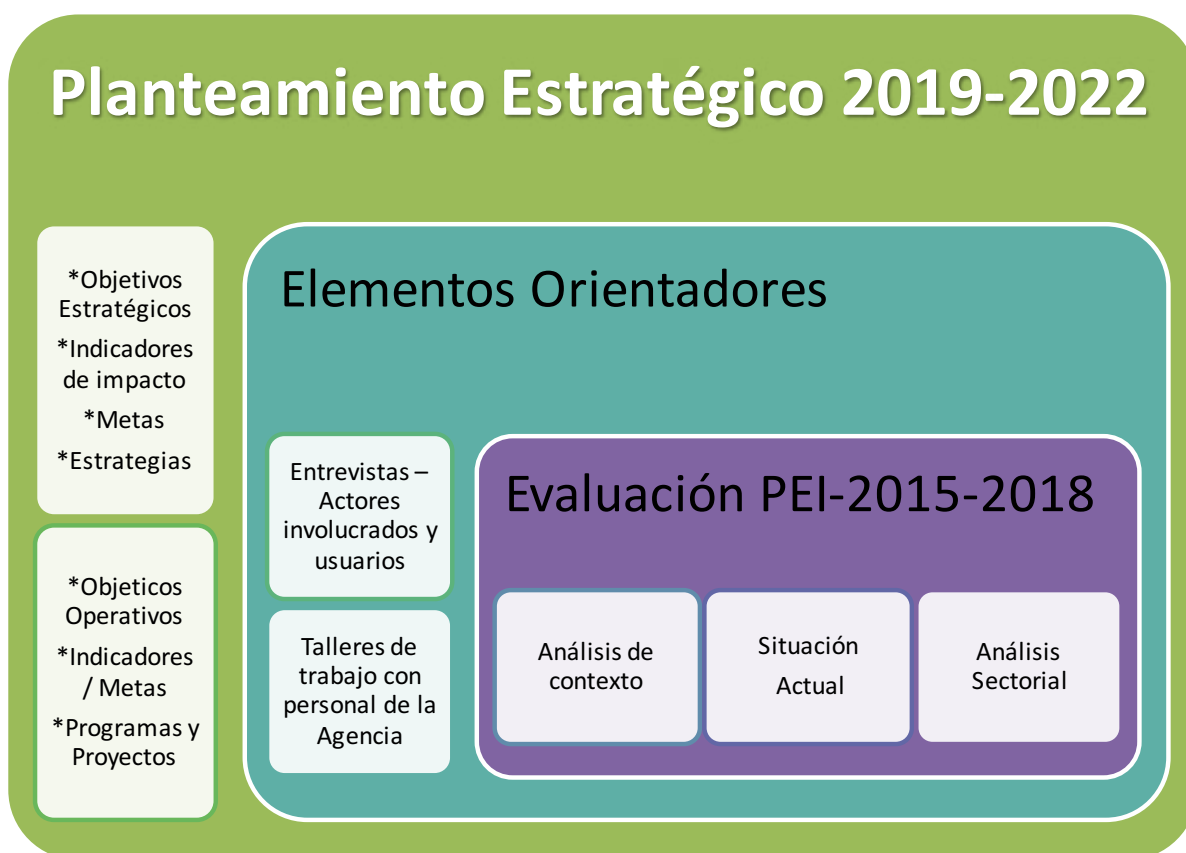 Planteamiento Estratégico 2019-2022
*Objetivos
Estratégicos
*Indicadores
de impacto
*Metas
*Estrategias
*Objeticos
Operativos
*Indicadores
/ Metas
*Programas y
Proyectos
Elementos Orientadores
Entrevistas –
Actores
involucrados y
usuarios
Talleres de
trabajo con
personal de la
Agencia
Evaluación PEI-2015-2018
Análisis de
contexto
Situación
Actual
Análisis
Sectorial